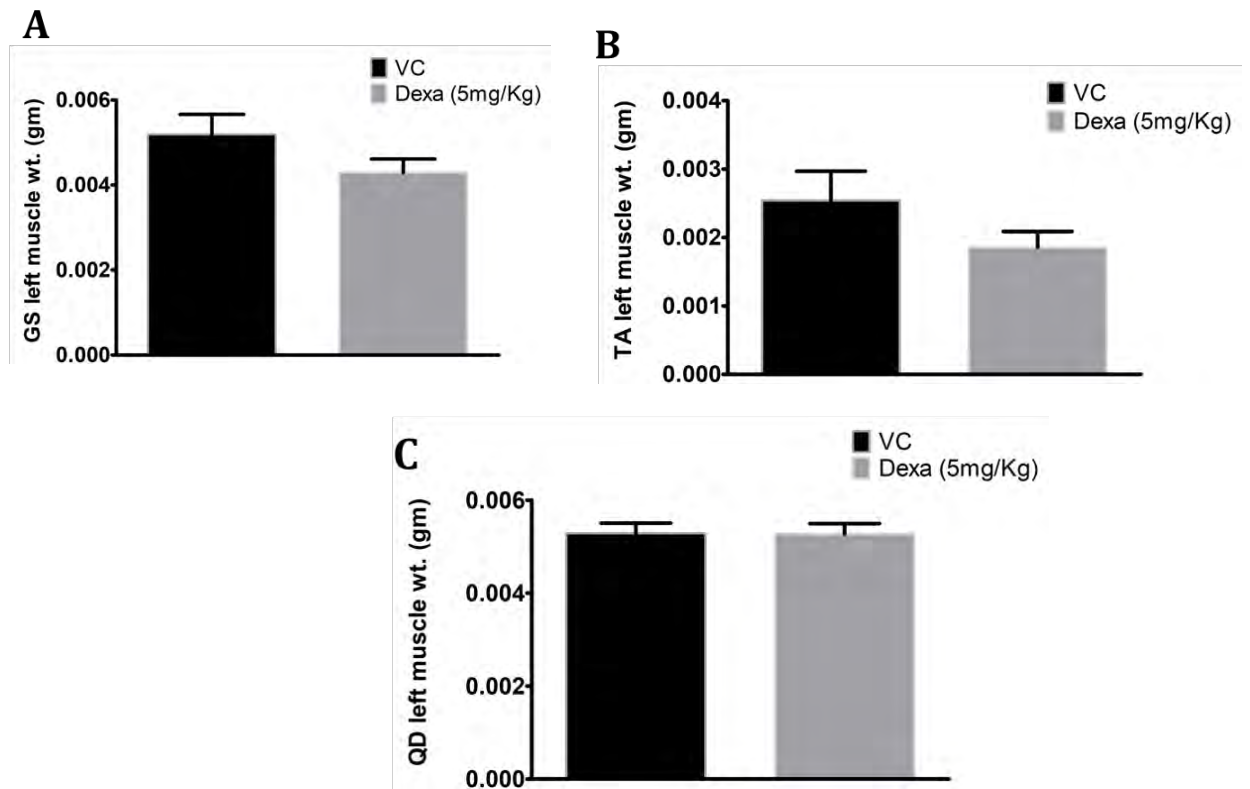 A
VC
Dexa (5mg/Kg)
GS left muscle wt. (gm)
0.006
0.004
0.002
0.000
B
VC
Dexa (5mg/Kg)
TA left muscle wt. (gm)
0.004
0.003
0.002
0.001
0.000
C
VC
Dexa (5mg/Kg)
QD left muscle wt. (gm)
0.006
0.004
0.002
0.000